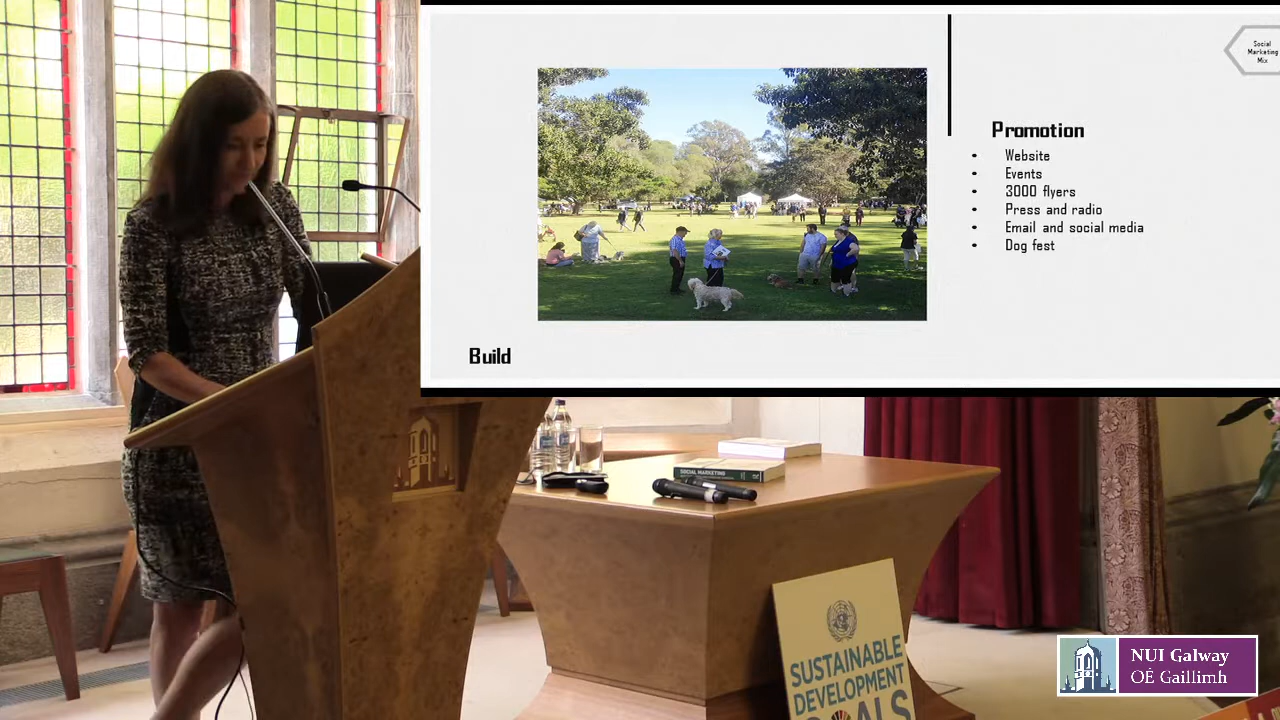 Social
Marketing
Mix
Promotion
• Website
• Events
• 3000 flyers
• Press and radio
• Email and social media
• Dog fest
Build
SOCIAL MARKETING
SUSTAINABLE
DEVELOPMENT
GOALS
NUI Galway
OÉ Gaillimh